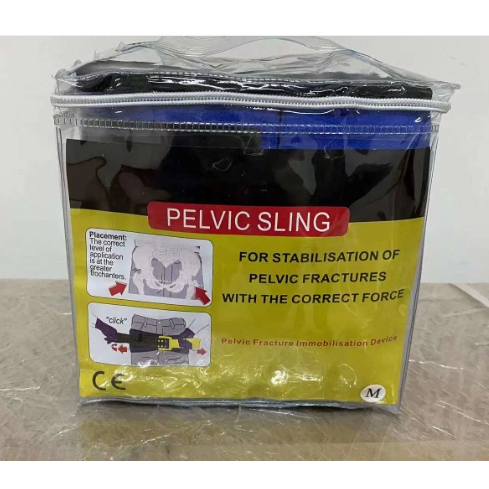 PELVIC SLING
Placement:
The correct
level of
application
is at the
greater
trochanters.
FOR STABILISATION OF
PELVIC FRACTURES
WITH THE CORRECT FORCE
"click"
Pelvic Fracture Immobilisation Device
CE
M